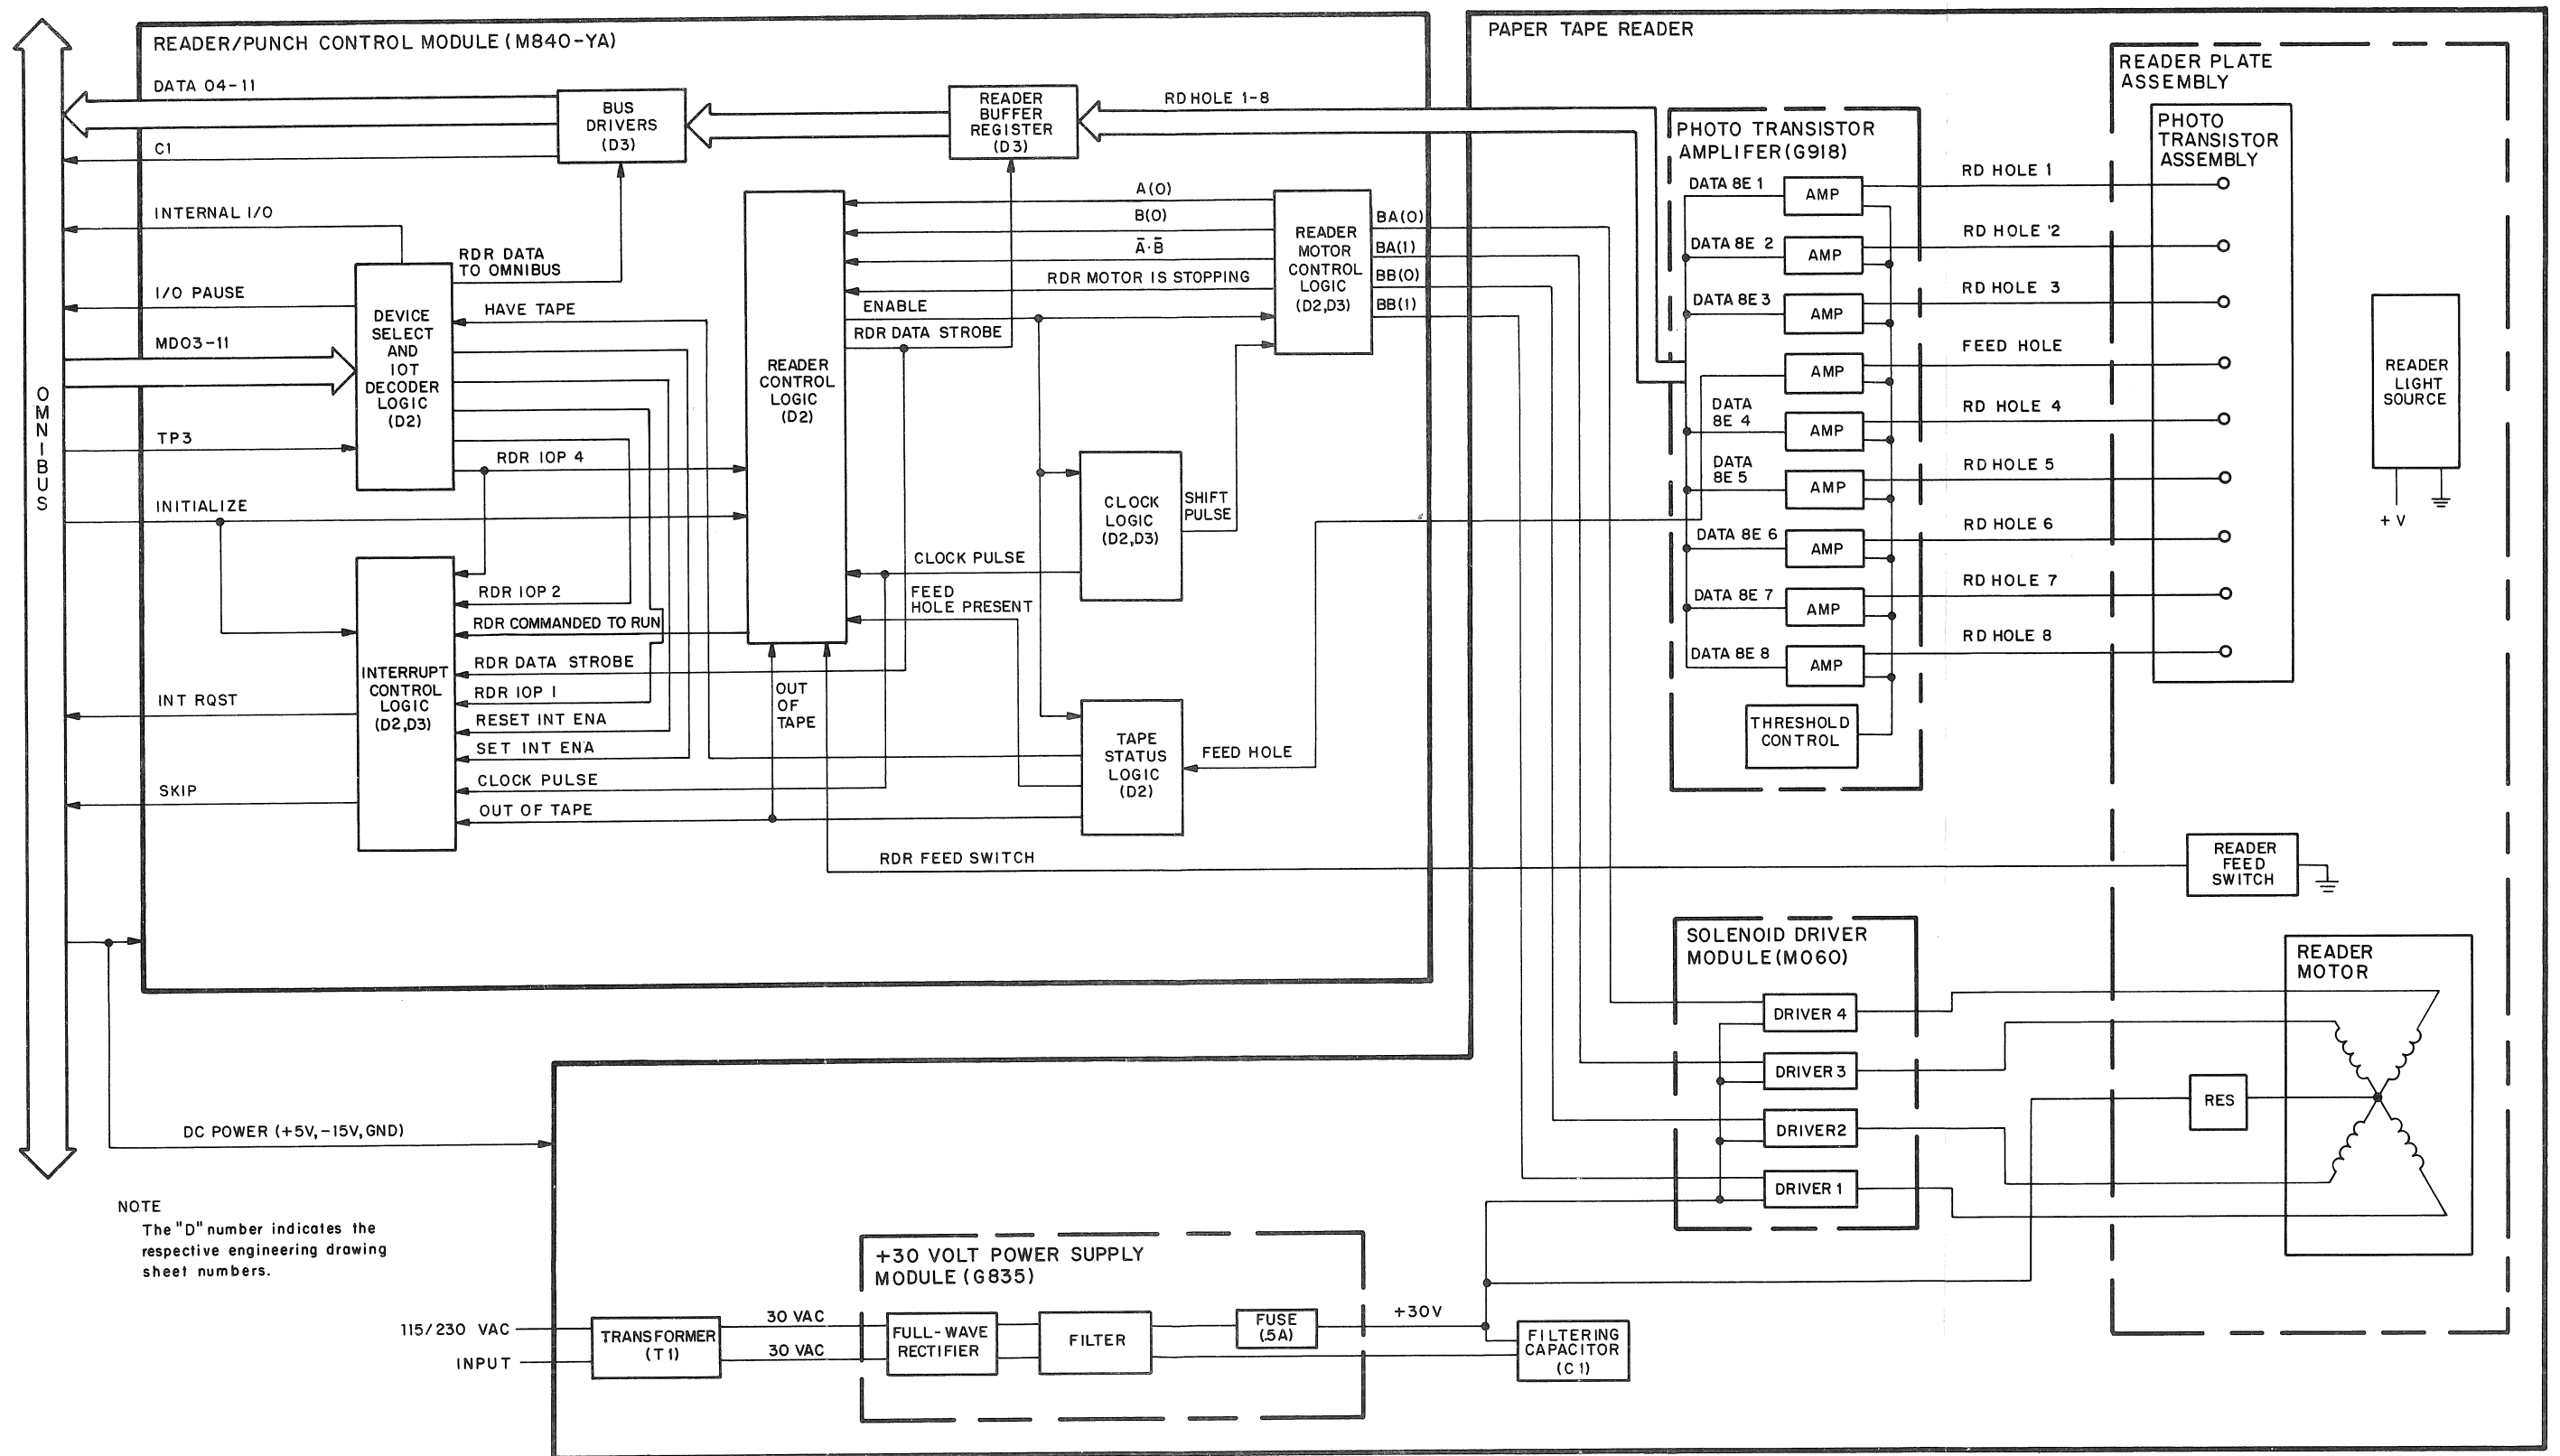 READER/PUNCH CONTROL MODULE (M840-YA)
DATA 04-11
C1
INTERNAL I/O
I/O PAUSE
MD03-11
TP3
INITIALIZE
INT RQST
SKIP
OMNIBUS
BUS
DRIVERS
(D3)
READER
BUFFER
REGISTER
(D3)
RD HOLE 1-8
RDR DATA
TO OMNIBUS
HAVE TAPE
DEVICE
SELECT
AND
IOT
DECODER
LOGIC
(D2)
RDR IOP 4
RDR IOP 2
RDR COMMANDED TO RUN
RDR DATA STROBE
RDR IOP 1
RESET INT ENA
SET INT ENA
CLOCK PULSE
OUT OF TAPE
INTERRUPT
CONTROL
LOGIC
(D2,D3)
READER
CONTROL
LOGIC
(D2)
A(0)
B(0)
Ā·B̄
RDR MOTOR IS STOPPING
ENABLE
RDR DATA STROBE
READER
MOTOR
CONTROL
LOGIC
(D2,D3)
BA(0)
BA(1)
BB(0)
BB(1)
CLOCK
LOGIC
(D2,D3)
SHIFT
PULSE
CLOCK PULSE
FEED
HOLE PRESENT
OUT
OF
TAPE
TAPE
STATUS
LOGIC
(D2)
FEED HOLE
RDR FEED SWITCH
DC POWER (+5V,-15V,GND)
NOTE
The "D" number indicates the
respective engineering drawing
sheet numbers.
PAPER TAPE READER
PHOTO TRANSISTOR
AMPLIFER(G918)
DATA 8E 1
DATA 8E 2
DATA 8E 3
DATA
8E 4
DATA
8E 5
DATA 8E 6
DATA 8E 7
DATA 8E 8
AMP
AMP
AMP
AMP
AMP
AMP
AMP
AMP
AMP
THRESHOLD
CONTROL
RD HOLE 1
RD HOLE '2
RD HOLE 3
FEED HOLE
RD HOLE 4
RD HOLE 5
RD HOLE 6
RD HOLE 7
RD HOLE 8
READER PLATE
ASSEMBLY
PHOTO
TRANSISTOR
ASSEMBLY
READER
LIGHT
SOURCE
+ V
READER
FEED
SWITCH
SOLENOID DRIVER
MODULE(M060)
DRIVER 4
DRIVER 3
DRIVER2
DRIVER 1
READER
MOTOR
RES
+30 VOLT POWER SUPPLY
MODULE (G835)
115/230 VAC
INPUT
TRANSFORMER
(T1)
30 VAC
30 VAC
FULL-WAVE
RECTIFIER
FILTER
FUSE
(.5A)
+30V
FILTERING
CAPACITOR
(C1)